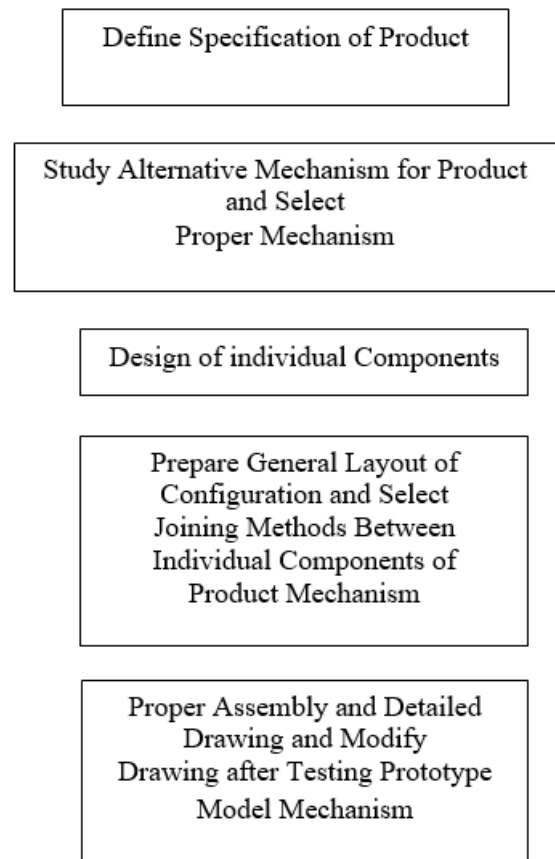 Define Specification of Product
Study Alternative Mechanism for Product
and Select
Proper Mechanism
Design of individual Components
Prepare General Layout of
Configuration and Select
Joining Methods Between
Individual Components of
Product Mechanism
Proper Assembly and Detailed
Drawing and Modify
Drawing after Testing Prototype
Model Mechanism